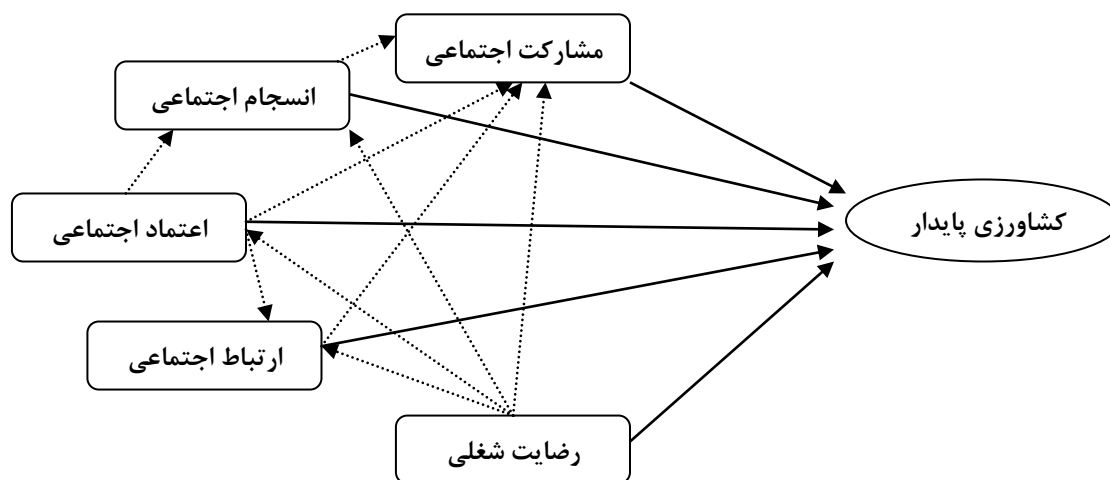 مشارکت اجتماعی
انسجام اجتماعی
اعتماد اجتماعی
کشاورزی پایدار
ارتباط اجتماعی
رضایت شغلی